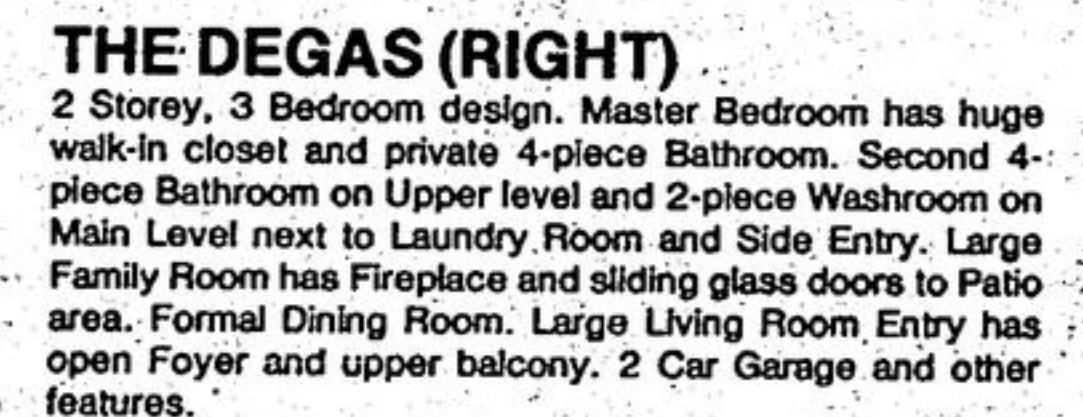 THE DEGAS (RIGHT)
2 Storey, 3 Bedroom design. Master Bedroom has huge
walk-in closet and private 4-piece Bathroom. Second 4-
piece Bathroom on Upper level and 2-piece Washroom on
Main Level next to Laundry Room and Side Entry. Large
Family Room has Fireplace and sliding glass doors to Patio
area. Formal Dining Room. Large Living Room Entry has
open Foyer and upper balcony. 2 Car Garage and other
features.